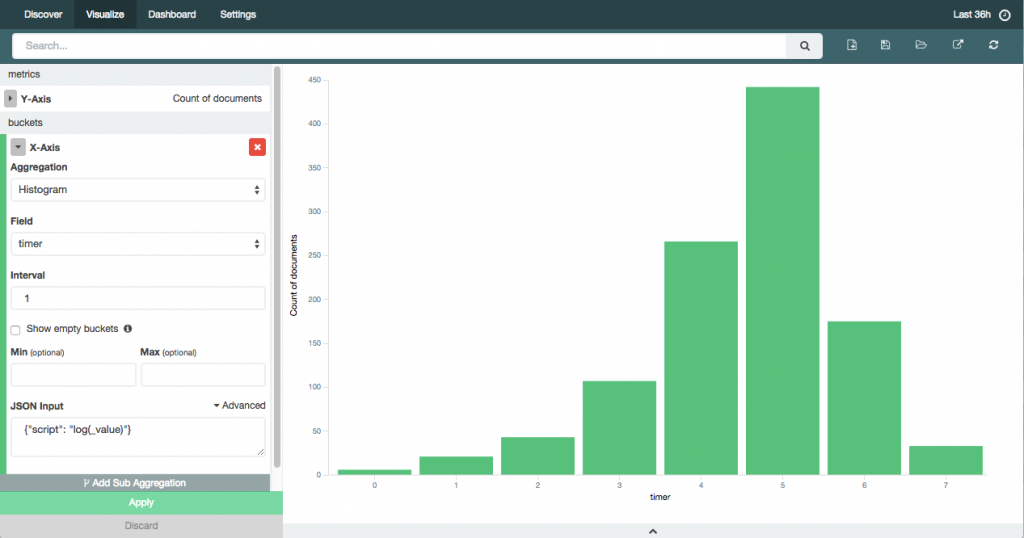 Discover Visualize Dashboard Settings Last 36h
Search...
metrics
Y-Axis Count of documents
buckets
X-Axis
Aggregation
Histogram
Field
timer
Interval
1
Show empty buckets
Min (optional) Max (optional)
JSON Input Advanced
{"script": "log(_value)"}
Add Sub Aggregation
Apply
Discard
Count of documents
450
400
350
300
250
200
150
100
50
0
0 1 2 3 4 5 6 7
timer